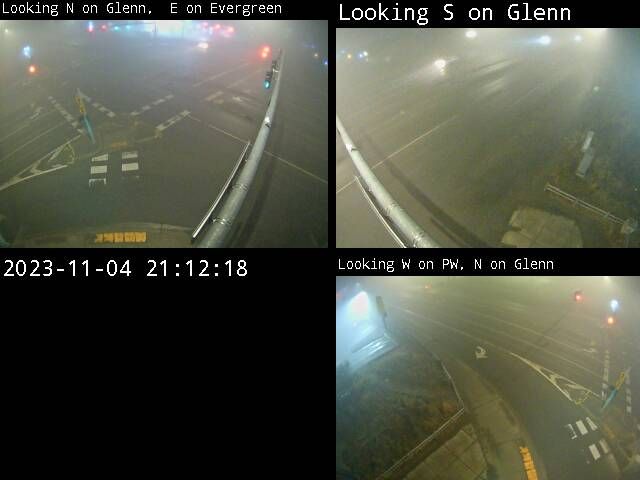 Looking N on Glenn,  E on Evergreen
Looking S on Glenn
2023-11-04 21:12:18
Looking W on PW, N on Glenn